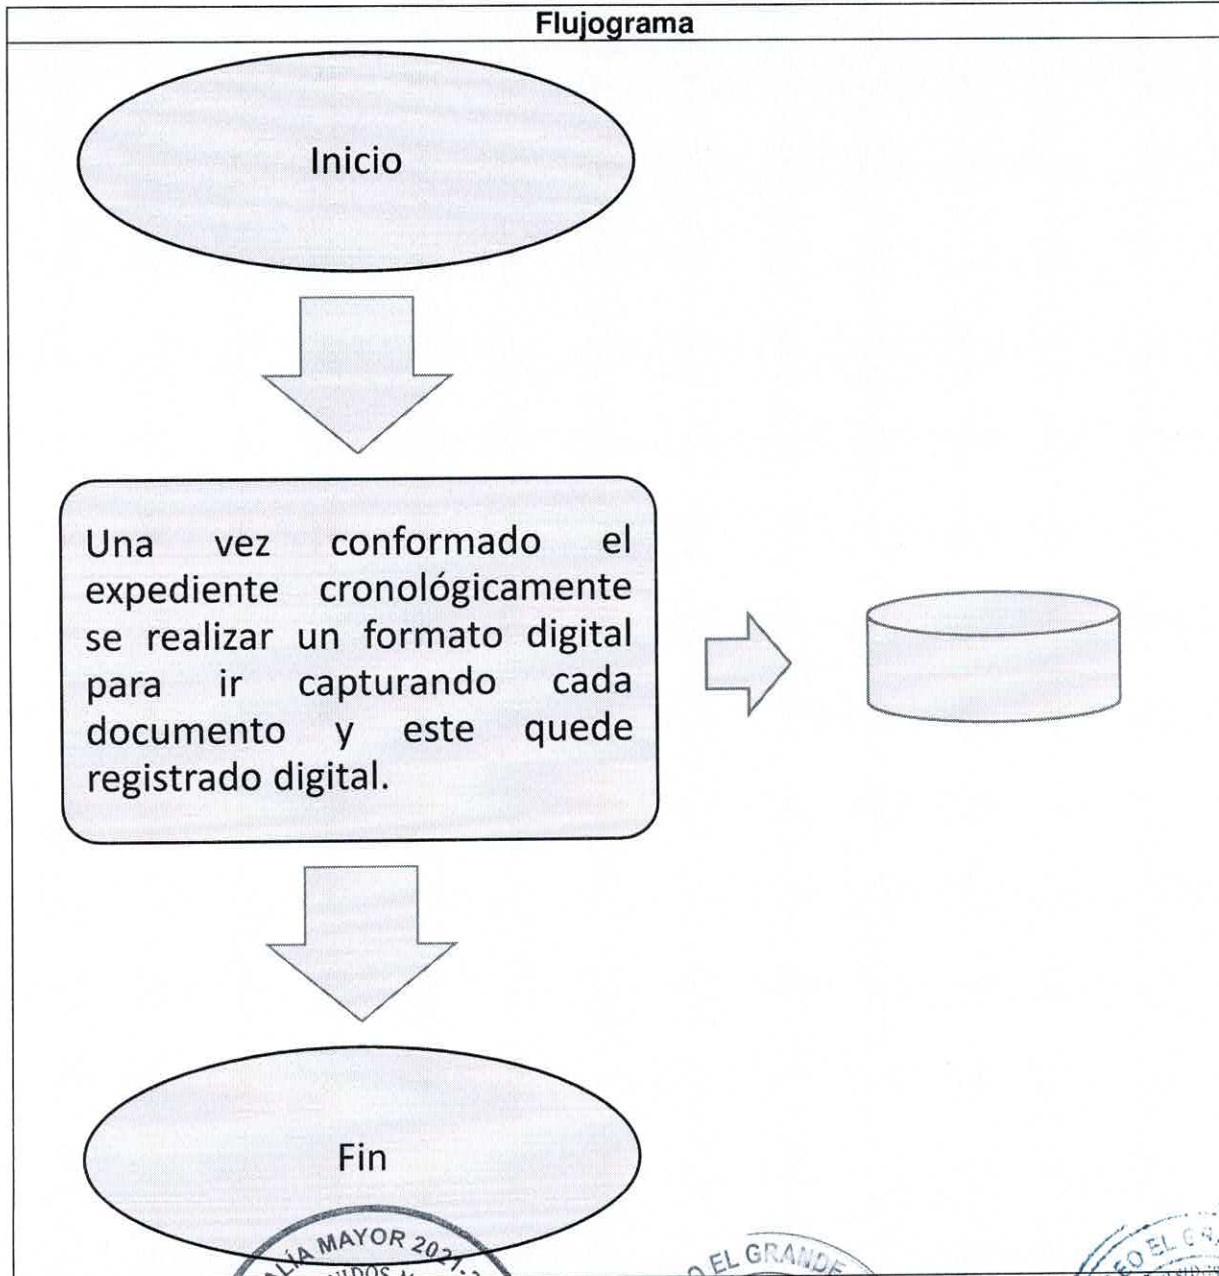 Flujograma
Inicio
Una vez conformado el
expediente cronológicamente
se realizar un formato digital
para ir capturando cada
documento y este quede
registrado digital.
Fin
MAYOR
EL GRANDE